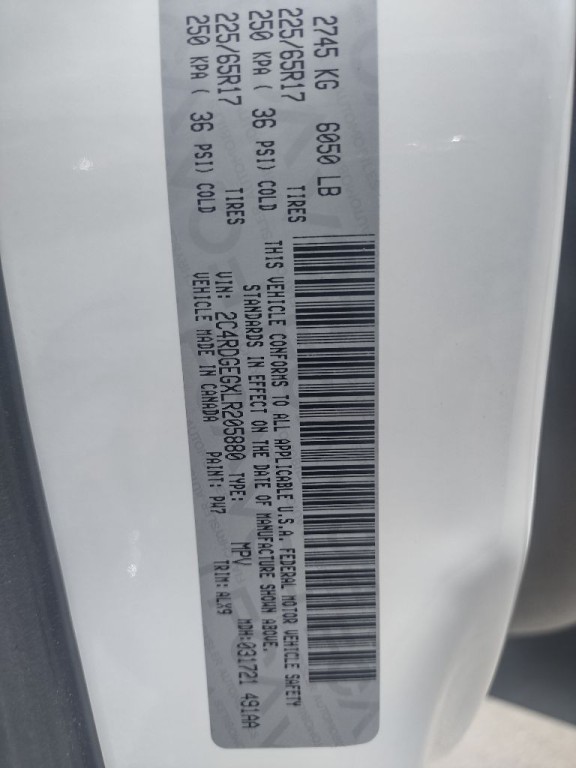 2745 KG 6050 LB
225/65R17 TIRES
250 KPA ( 36 PSI) COLD
225/65R17 TIRES
250 KPA ( 36 PSI) COLD
THIS VEHICLE CONFORMS TO ALL APPLICABLE U.S.A. FEDERAL MOTOR VEHICLE SAFETY
STANDARDS IN EFFECT ON THE DATE OF MANUFACTURE SHOWN ABOVE.
VIN: 2C4RDGEGXLR205880 TYPE: MPV MDH:031721 491AA
VEHICLE MADE IN CANADA PAINT: PW7 TRIM: ALX9